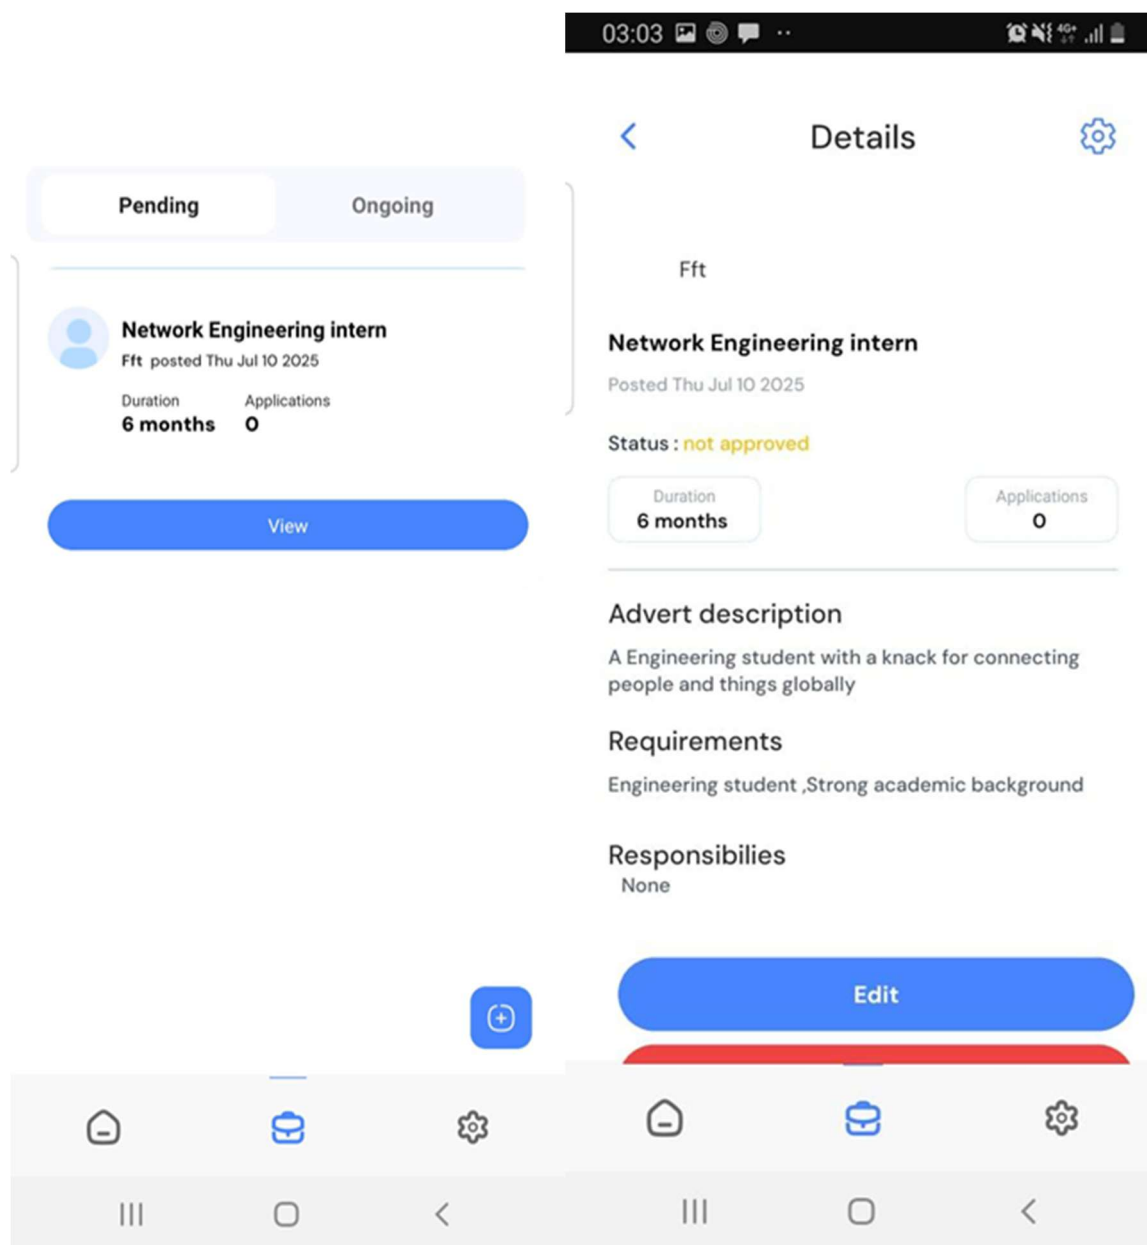 Pending Ongoing
Network Engineering intern
Fft posted Thu Jul 10 2025
Duration Applications
6 months 0
View
03:03 4G+
Details
Fft
Network Engineering intern
Posted Thu Jul 10 2025
Status : not approved
Duration Applications
6 months 0
Advert description
A Engineering student with a knack for connecting
people and things globally
Requirements
Engineering student ,Strong academic background
Responsibilies
None
Edit